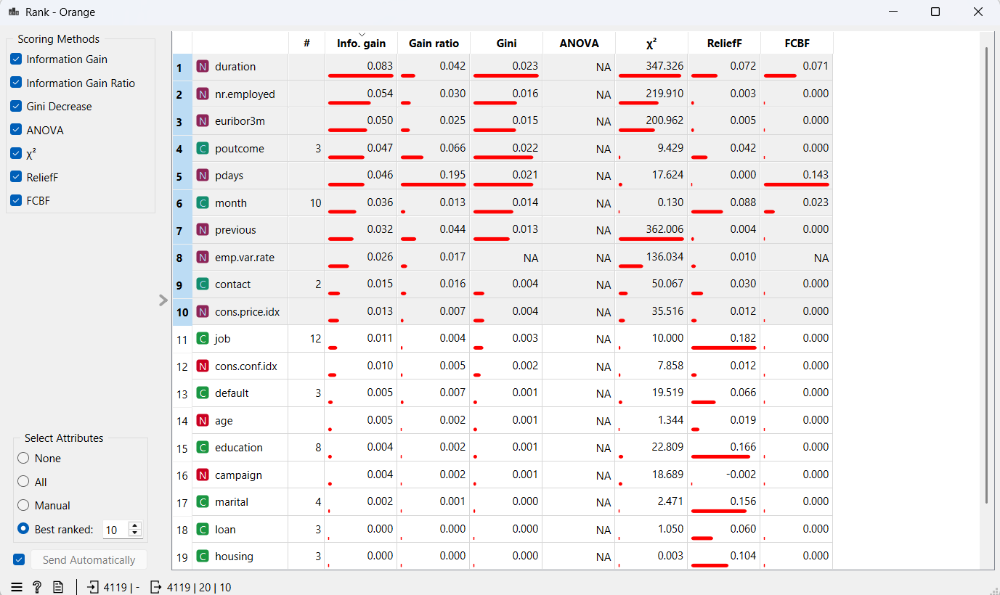 Rank - Orange
Scoring Methods
Information Gain
Information Gain Ratio
Gini Decrease
ANOVA
χ²
ReliefF
FCBF
# Info. gain Gain ratio Gini ANOVA χ² ReliefF FCBF
1 N duration 0.083 0.042 0.023 NA 347.326 0.072 0.071
2 N nr.employed 0.054 0.030 0.016 NA 219.910 0.003 0.000
3 N euribor3m 0.050 0.025 0.015 NA 200.962 0.005 0.000
4 C poutcome 3 0.047 0.066 0.022 NA 9.429 0.042 0.000
5 N pdays 0.046 0.195 0.021 NA 17.624 0.000 0.143
6 C month 10 0.036 0.013 0.014 NA 0.130 0.088 0.023
7 N previous 0.032 0.044 0.013 NA 362.006 0.004 0.000
8 N emp.var.rate 0.026 0.017 NA NA 136.034 0.010 NA
9 C contact 2 0.015 0.016 0.004 NA 50.067 0.030 0.000
10 N cons.price.idx 0.013 0.007 0.004 NA 35.516 0.012 0.000
11 C job 12 0.011 0.004 0.003 NA 10.000 0.182 0.000
12 N cons.conf.idx 0.010 0.005 0.002 NA 7.858 0.012 0.000
13 C default 3 0.005 0.007 0.001 NA 19.519 0.066 0.000
14 N age 0.005 0.002 0.001 NA 1.344 0.019 0.000
15 C education 8 0.004 0.002 0.001 NA 22.809 0.166 0.000
16 N campaign 0.004 0.002 0.001 NA 18.689 -0.002 0.000
17 C marital 4 0.002 0.001 0.000 NA 2.471 0.156 0.000
18 C loan 3 0.000 0.000 0.000 NA 1.050 0.060 0.000
19 C housing 3 0.000 0.000 0.000 NA 0.003 0.104 0.000
Select Attributes
None
All
Manual
Best ranked: 10
Send Automatically
? 4119 | - 4119 | 20 | 10